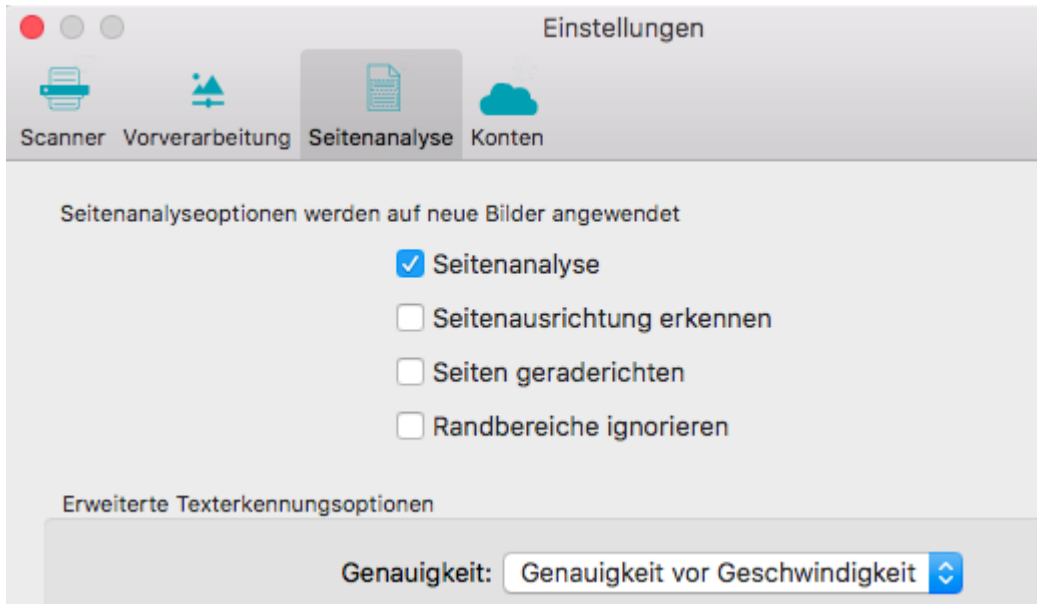 Einstellungen
Scanner Vorverarbeitung Seitenanalyse Konten
Seitenanalyseoptionen werden auf neue Bilder angewendet
Seitenanalyse
Seitenausrichtung erkennen
Seiten geraderichten
Randbereiche ignorieren
Erweiterte Texterkennungsoptionen
Genauigkeit: Genauigkeit vor Geschwindigkeit